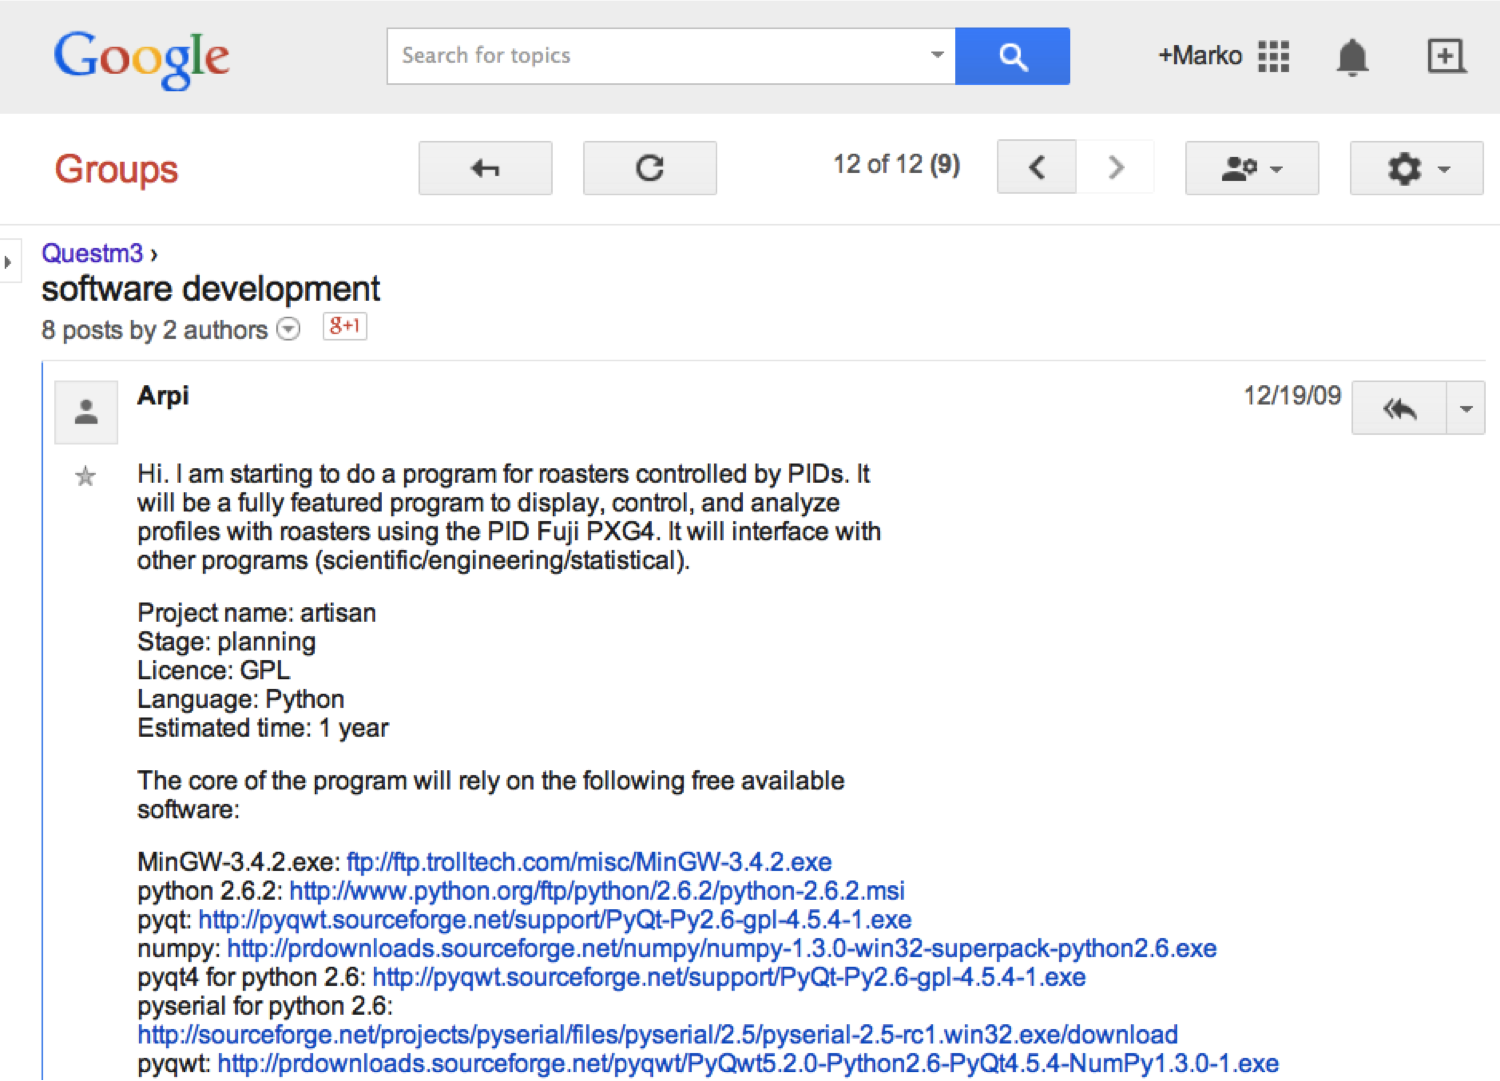 Google
Search for topics
+Marko
Groups
12 of 12 (9)
Questm3 ›
software development
8 posts by 2 authors
g+1
Arpi
12/19/09
Hi. I am starting to do a program for roasters controlled by PIDs. It
will be a fully featured program to display, control, and analyze
profiles with roasters using the PID Fuji PXG4. It will interface with
other programs (scientific/engineering/statistical).
Project name: artisan
Stage: planning
Licence: GPL
Language: Python
Estimated time: 1 year
The core of the program will rely on the following free available
software:
MinGW-3.4.2.exe: ftp://ftp.trolltech.com/misc/MinGW-3.4.2.exe
python 2.6.2: http://www.python.org/ftp/python/2.6.2/python-2.6.2.msi
pyqt: http://pyqwt.sourceforge.net/support/PyQt-Py2.6-gpl-4.5.4-1.exe
numpy: http://prdownloads.sourceforge.net/numpy/numpy-1.3.0-win32-superpack-python2.6.exe
pyqt4 for python 2.6: http://pyqwt.sourceforge.net/support/PyQt-Py2.6-gpl-4.5.4-1.exe
pyserial for python 2.6:
http://sourceforge.net/projects/pyserial/files/pyserial/2.5/pyserial-2.5-rc1.win32.exe/download
pyqwt: http://prdownloads.sourceforge.net/pyqwt/PyQwt5.2.0-Python2.6-PyQt4.5.4-NumPy1.3.0-1.exe